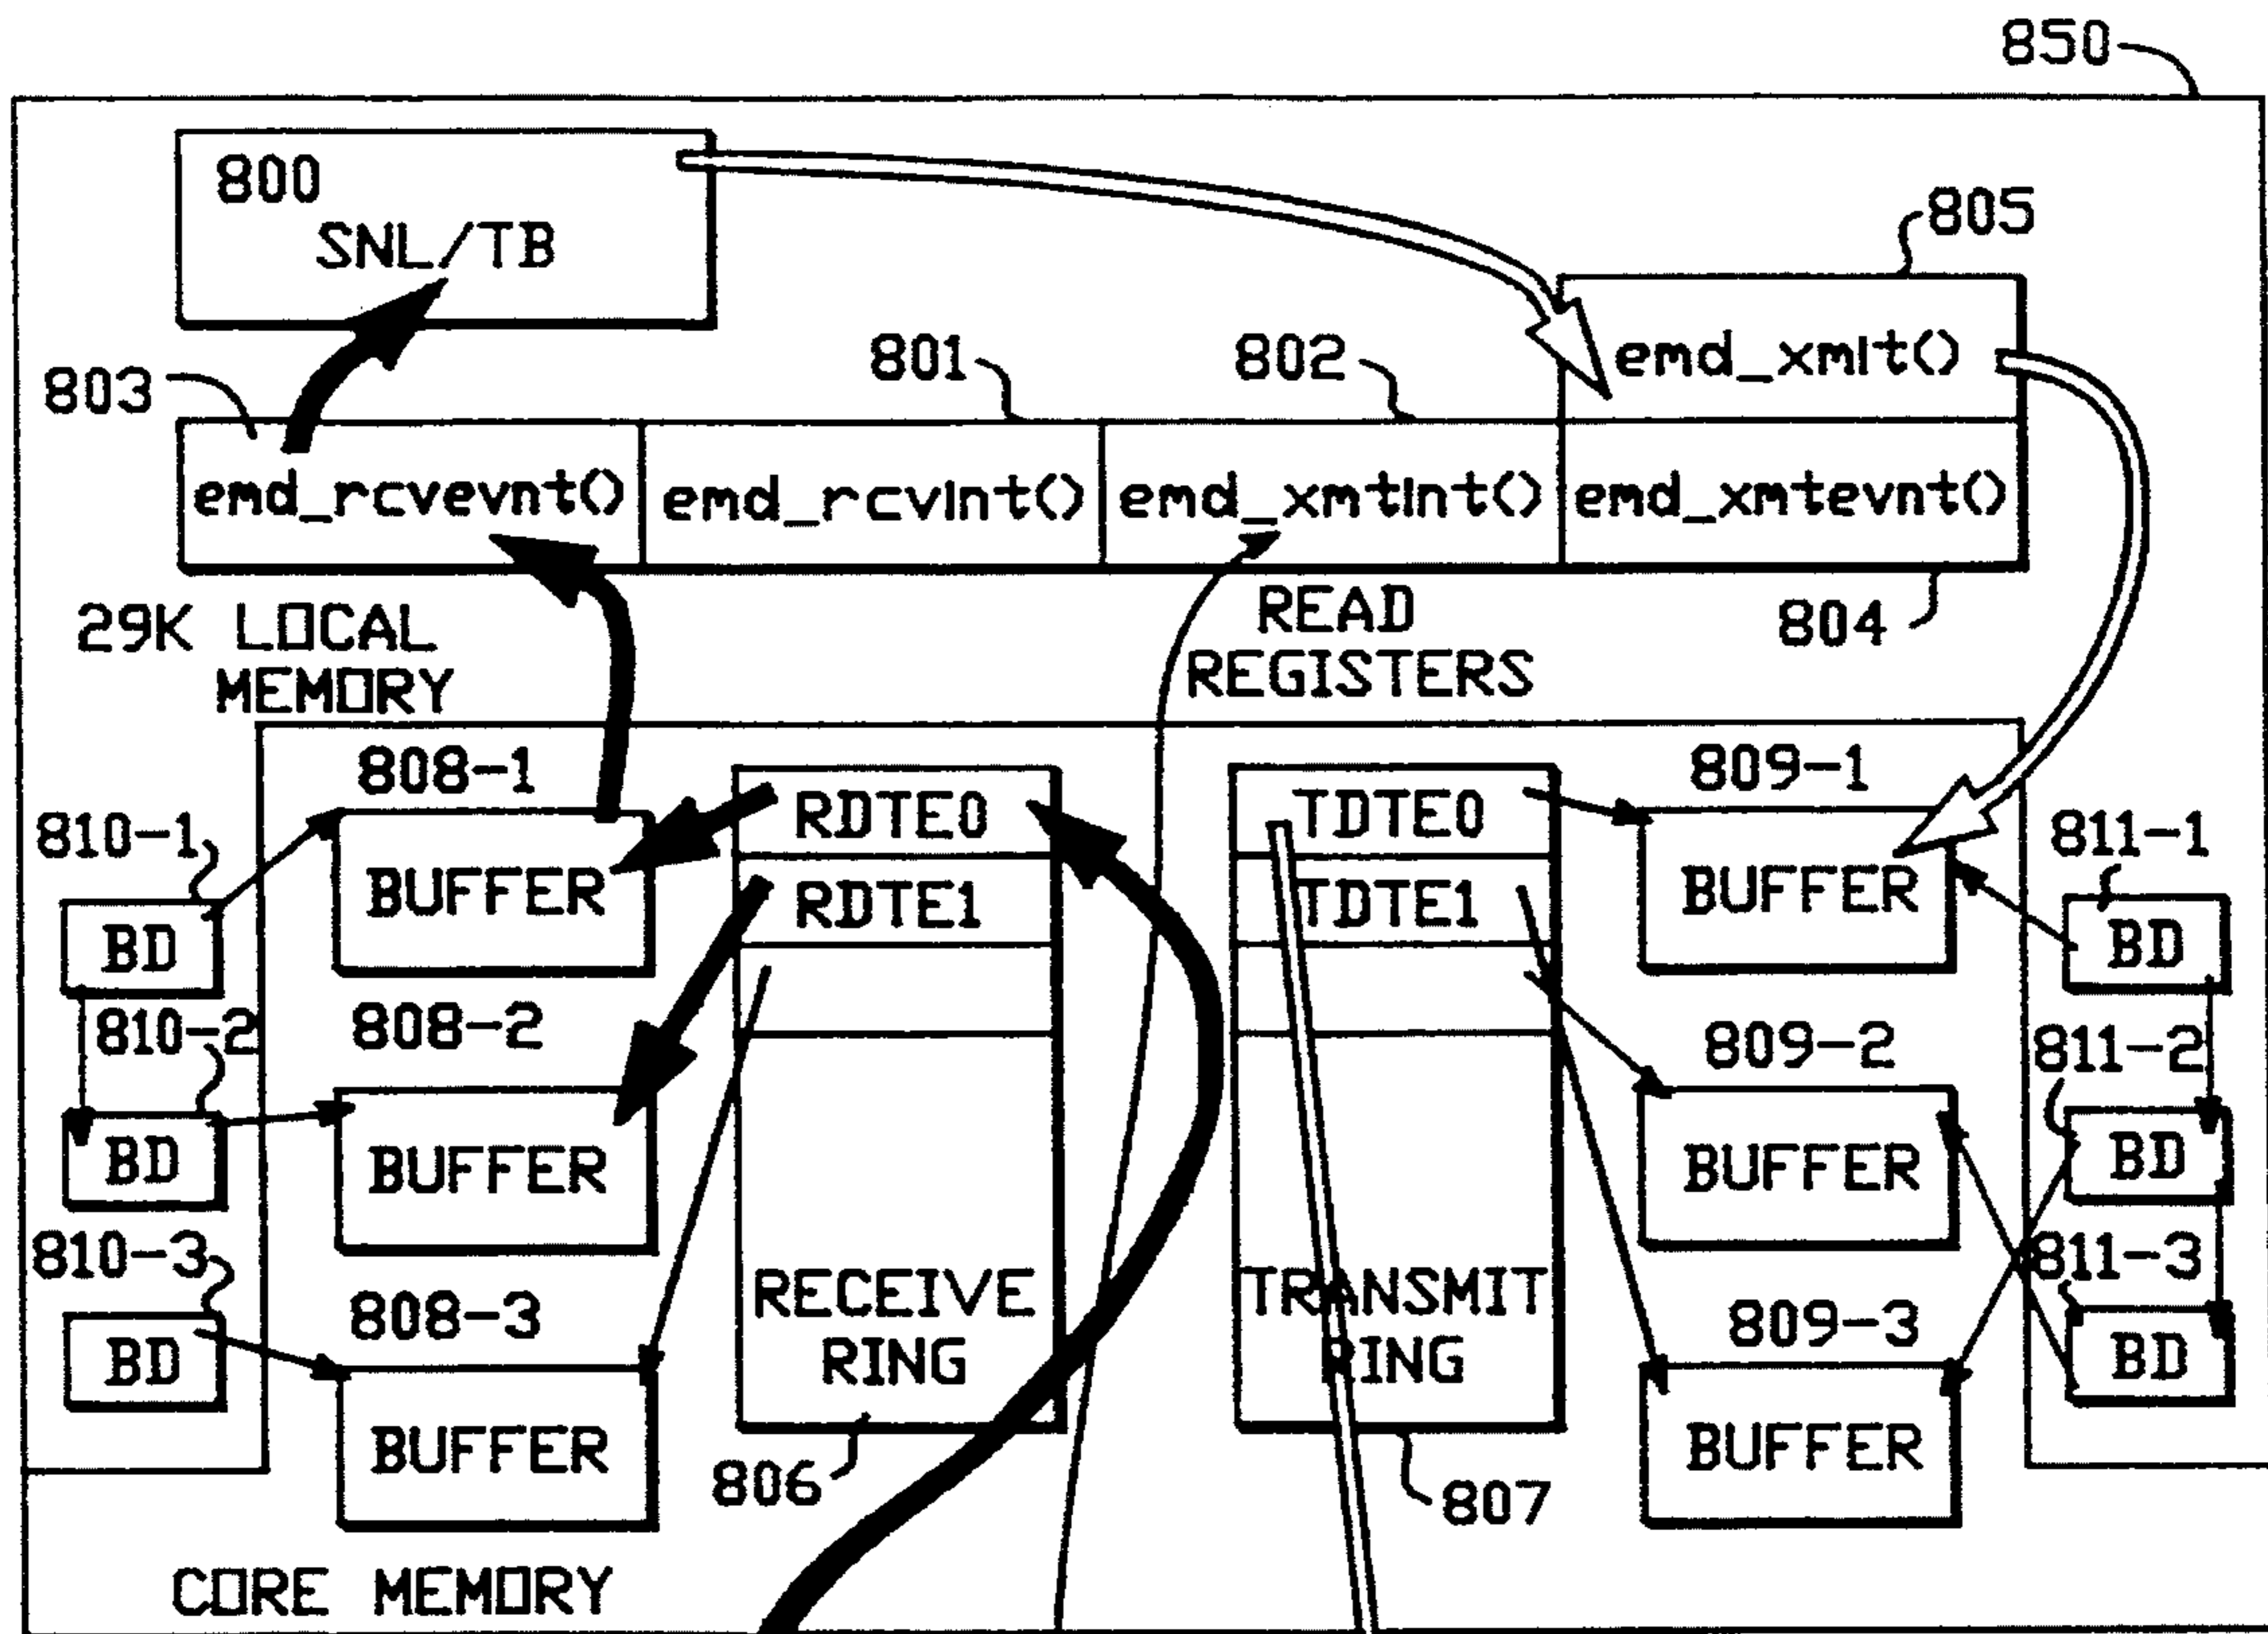 850
800
SNL/TB
805
emd_xmit()
803
801
802
emd_rcvevnt()
emd_rcvint()
emd_xmtint()
emd_xmtevnt()
29K LOCAL
MEMORY
READ
REGISTERS
804
808-1
809-1
810-1
811-1
RDTE0
TDTE0
BUFFER
RDTE1
TDTE1
BUFFER
BD
BD
810-2
808-2
809-2
811-2
BD
BUFFER
BUFFER
BD
810-3
808-3
RECEIVE
RING
TRANSMIT
RING
809-3
811-3
BD
BD
BUFFER
BUFFER
806
807
CORE MEMORY